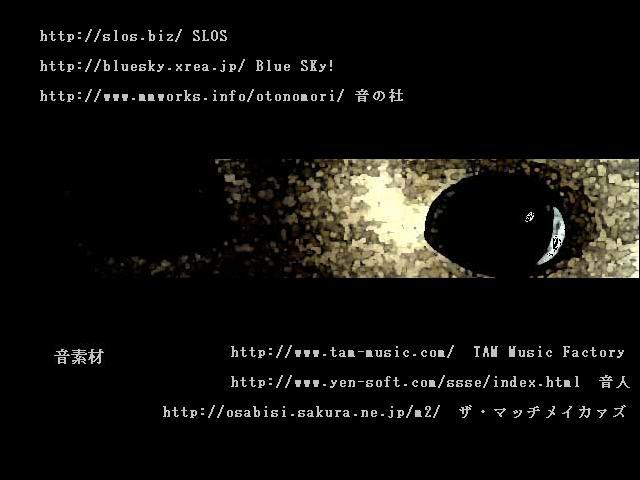 http://slos.biz/ SLOS
http://bluesky.xrea.jp/ Blue SKy!
http://www.mmworks.info/otonomori/ 音の社
音素材
http://www.tam-music.com/ TAM Music Factory
http://www.yen-soft.com/ssse/index.html 音人
http://osabisi.sakura.ne.jp/m2/ ザ・マッチメイカァズ